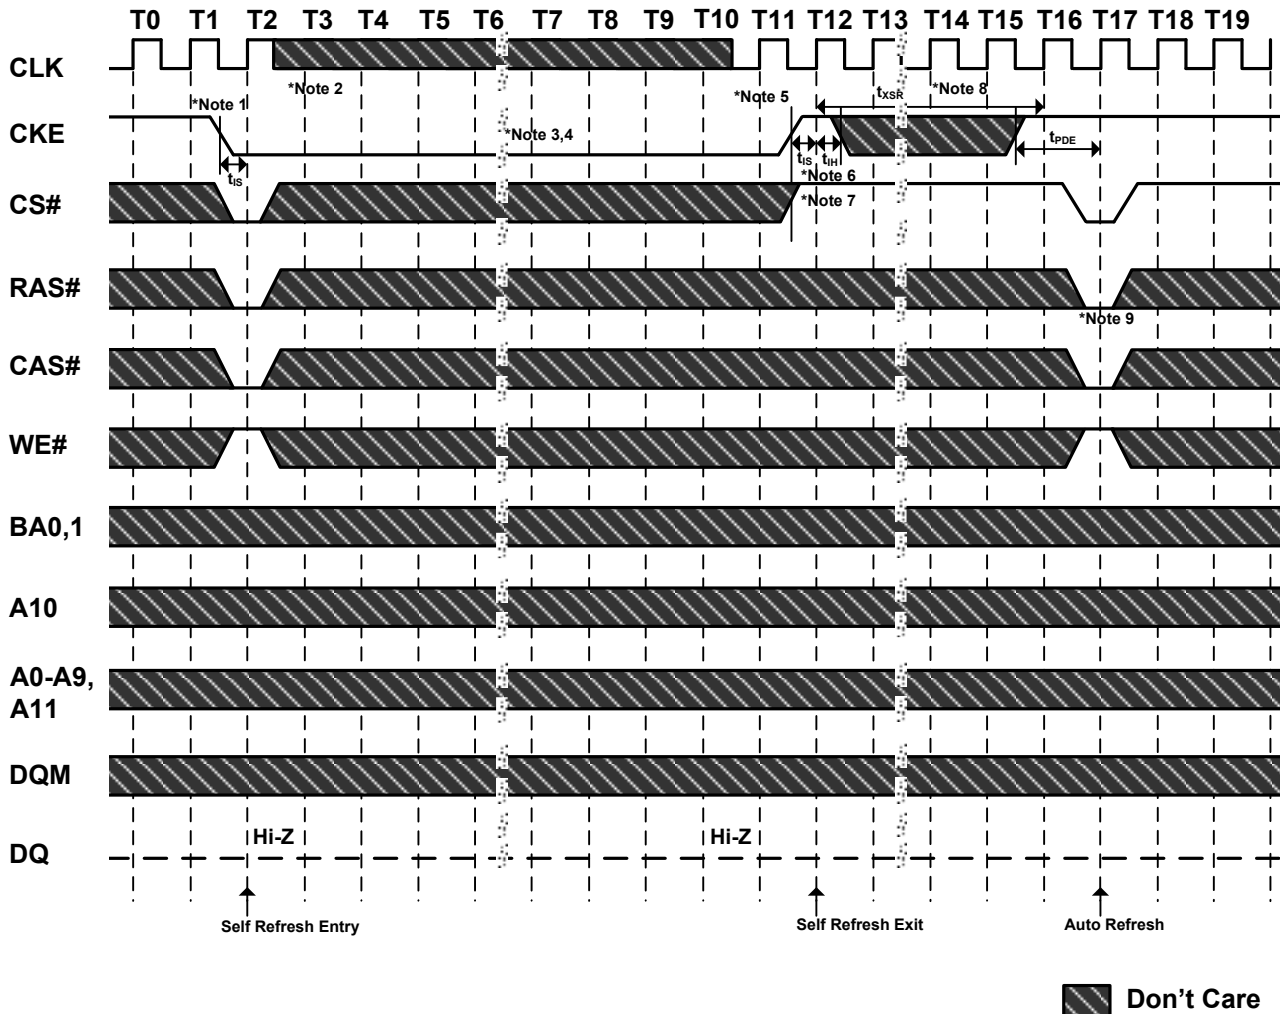 T0 T1 T2 T3 T4 T5 T6 T7 T8 T9 T10 T11 T12 T13 T14 T15 T16 T17 T18 T19
CLK
*Note 2
*Note 5
tXSR
*Note 8
*Note 1
CKE
*Note 3,4
tIS
tIS
tIH
tPDE
*Note 6
CS#
*Note 7
RAS#
*Note 9
CAS#
WE#
BA0,1
A10
A0-A9,
A11
DQM
Hi-Z
Hi-Z
DQ
Self Refresh Entry
Self Refresh Exit
Auto Refresh
Don't Care